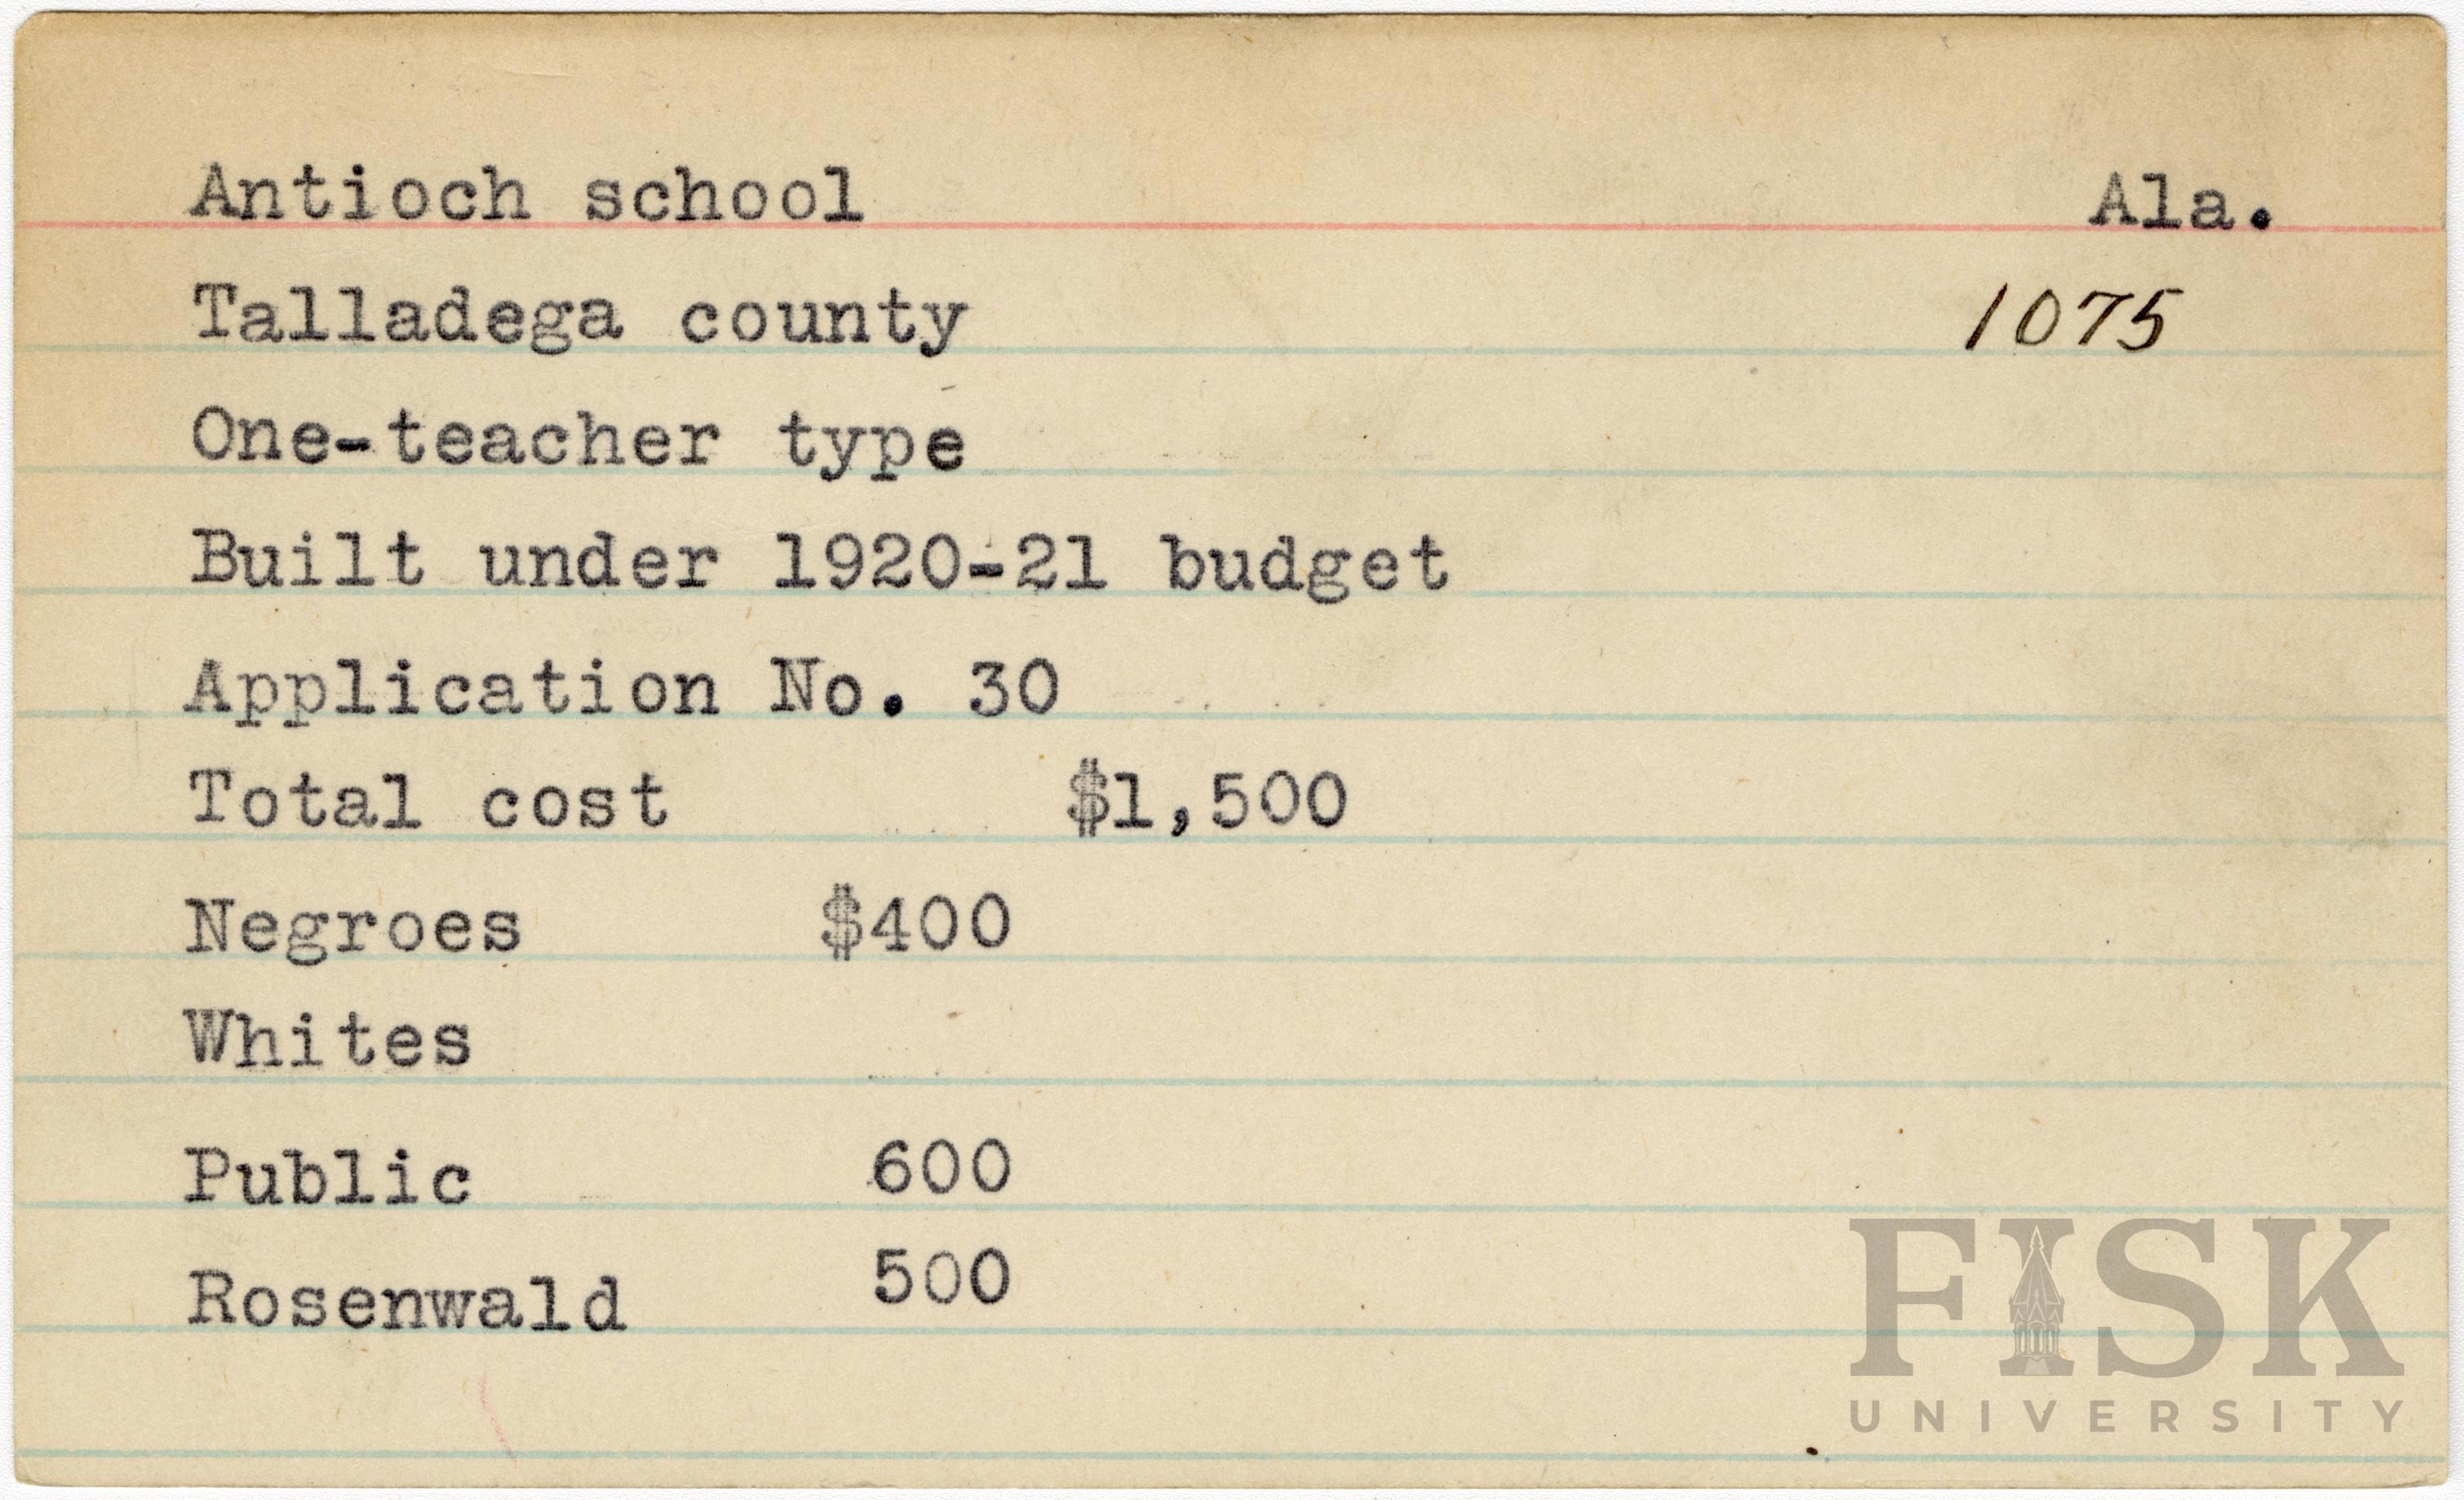 Antioch school Ala.
Talladega county 1075
One-teacher type
Built under 1920-21 budget
Application No. 30
Total cost $1,500
Negroes $400
Whites
Public 600
Rosenwald 500
FISK
UNIVERSITY